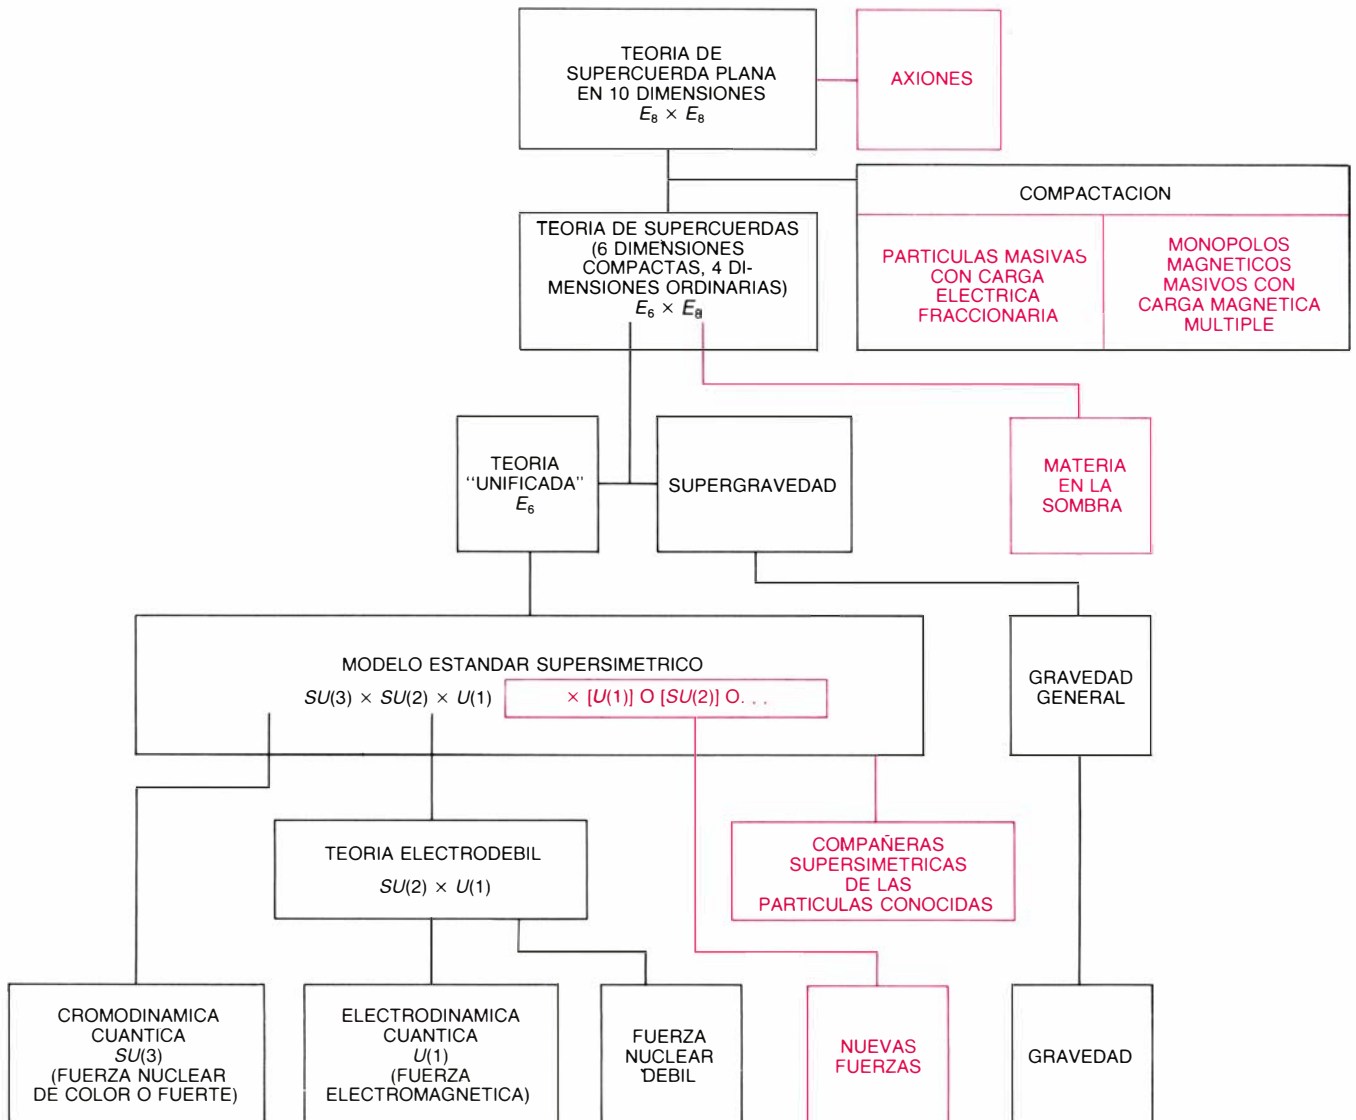 TEORIA DE
SUPERCUERDA PLANA
EN 10 DIMENSIONES
E₈ × E₈
AXIONES
COMPACTACION
PARTICULAS MASIVAS
CON CARGA
ELECTRICA
FRACCIONARIA
MONOPOLOS
MAGNETICOS
MASIVOS CON
CARGA MAGNETICA
MULTIPLE
TEORIA DE SUPERCUERDAS
(6 DIMENSIONES
COMPACTAS, 4 DI-
MENSIONES ORDINARIAS)
E₆ × E₈
TEORIA
"UNIFICADA"
E₆
SUPERGRAVEDAD
MATERIA
EN LA
SOMBRA
MODELO ESTANDAR SUPERSIMETRICO
SU(3) × SU(2) × U(1) × [U(1)] O [SU(2)] O. . .
GRAVEDAD
GENERAL
TEORIA ELECTRODEBIL
SU(2) × U(1)
COMPAÑERAS
SUPERSIMETRICAS
DE LAS
PARTICULAS CONOCIDAS
CROMODINAMICA
CUANTICA
SU(3)
(FUERZA NUCLEAR
DE COLOR O FUERTE)
ELECTRODINAMICA
CUANTICA
U(1)
(FUERZA
ELECTROMAGNETICA)
FUERZA
NUCLEAR
DEBIL
NUEVAS
FUERZAS
GRAVEDAD